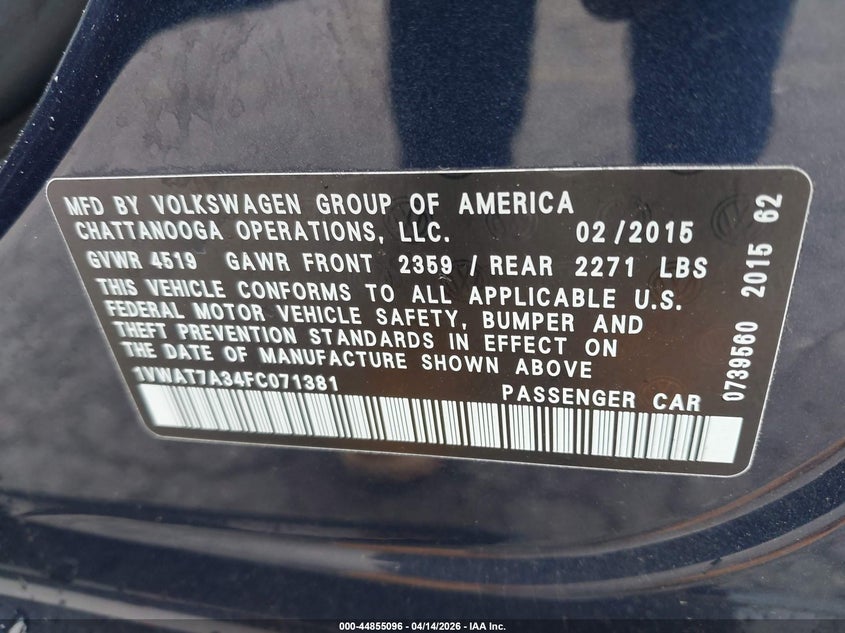 MFD BY VOLKSWAGEN GROUP OF AMERICA
CHATTANOOGA OPERATIONS, LLC. 02/2015
GVWR 4519 GAWR FRONT 2359 / REAR 2271 LBS
THIS VEHICLE CONFORMS TO ALL APPLICABLE U.S.
FEDERAL MOTOR VEHICLE SAFETY, BUMPER AND
THEFT PREVENTION STANDARDS IN EFFECT ON
THE DATE OF MANUFACTURE SHOWN ABOVE
1VWAT7A34FC071381
PASSENGER CAR
0739560 2015 62
000-44855096 - 04/14/2026 - IAA Inc.